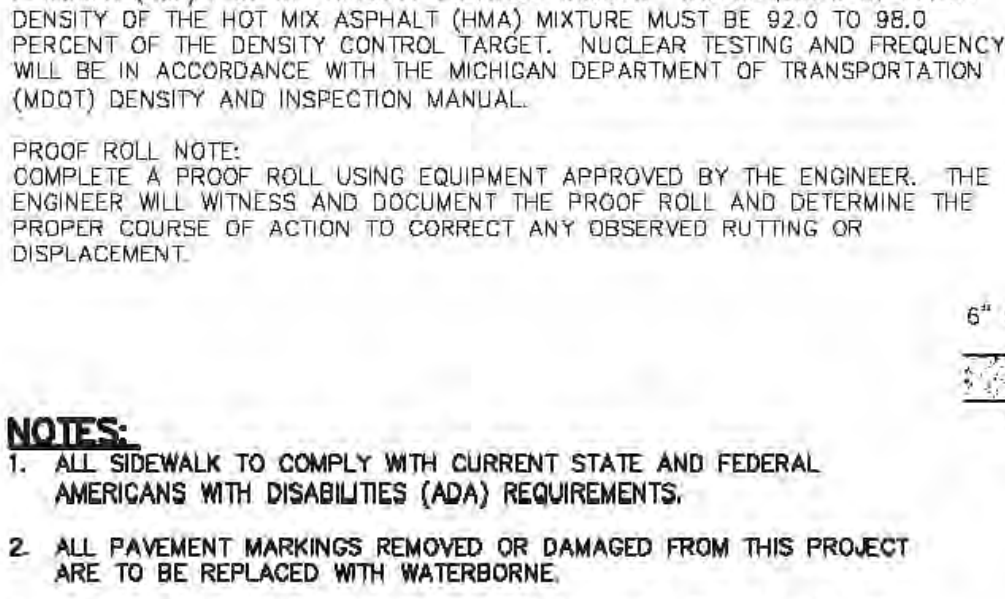 DENSITY OF THE HOT MIX ASPHALT (HMA) MIXTURE MUST BE 92.0 TO 98.0
PERCENT OF THE DENSITY CONTROL TARGET. NUCLEAR TESTING AND FREQUENCY
WILL BE IN ACCORDANCE WITH THE MICHIGAN DEPARTMENT OF TRANSPORTATION
(MDOT) DENSITY AND INSPECTION MANUAL.
PROOF ROLL NOTE:
COMPLETE A PROOF ROLL USING EQUIPMENT APPROVED BY THE ENGINEER. THE
ENGINEER WILL WITNESS AND DOCUMENT THE PROOF ROLL AND DETERMINE THE
PROPER COURSE OF ACTION TO CORRECT ANY OBSERVED RUTTING OR
DISPLACEMENT.
6"
NOTES:
1. ALL SIDEWALK TO COMPLY WITH CURRENT STATE AND FEDERAL
AMERICANS WITH DISABILITIES (ADA) REQUIREMENTS.
2. ALL PAVEMENT MARKINGS REMOVED OR DAMAGED FROM THIS PROJECT
ARE TO BE REPLACED WITH WATERBORNE.